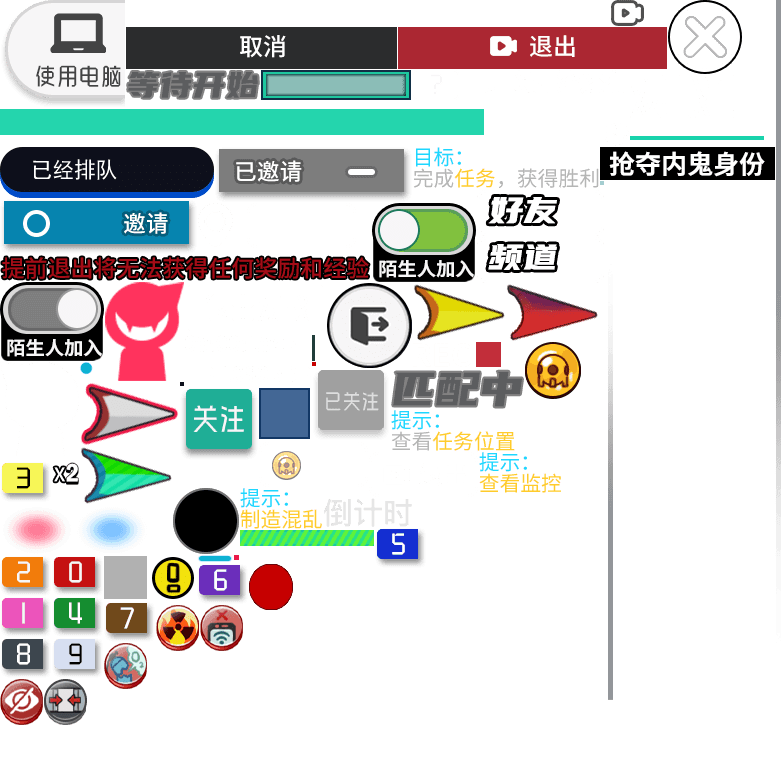 使用电脑
取消
退出
等待开始
?
已经排队
已邀请
目标：
完成任务，获得胜利。
抢夺内鬼身份
邀请
陌生人加入
好友
频道
提前退出将无法获得任何奖励和经验
陌生人加入
关注
已关注
匹配中
提示：
查看任务位置
提示：
查看监控
3
x2
提示：
制造混乱
倒计时
5
2
0
6
1
4
7
8
9